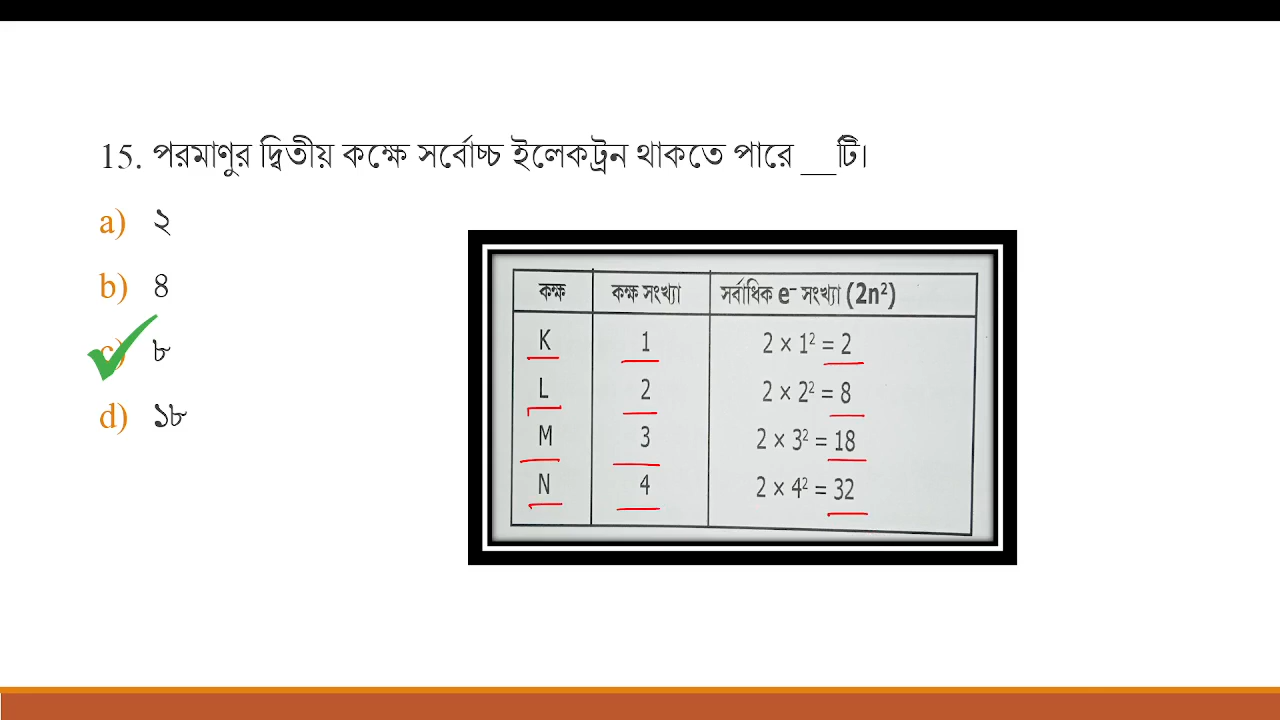 15. পরমাণুর দ্বিতীয় কক্ষে সর্বোচ্চ ইলেকট্রন থাকতে পারে __টি।
a) ২
b) ৪
c) ৮
d) ১৮
কক্ষ কক্ষ সংখ্যা সর্বাধিক e⁻ সংখ্যা (2n²)
K 1 2 × 1² = 2
L 2 2 × 2² = 8
M 3 2 × 3² = 18
N 4 2 × 4² = 32